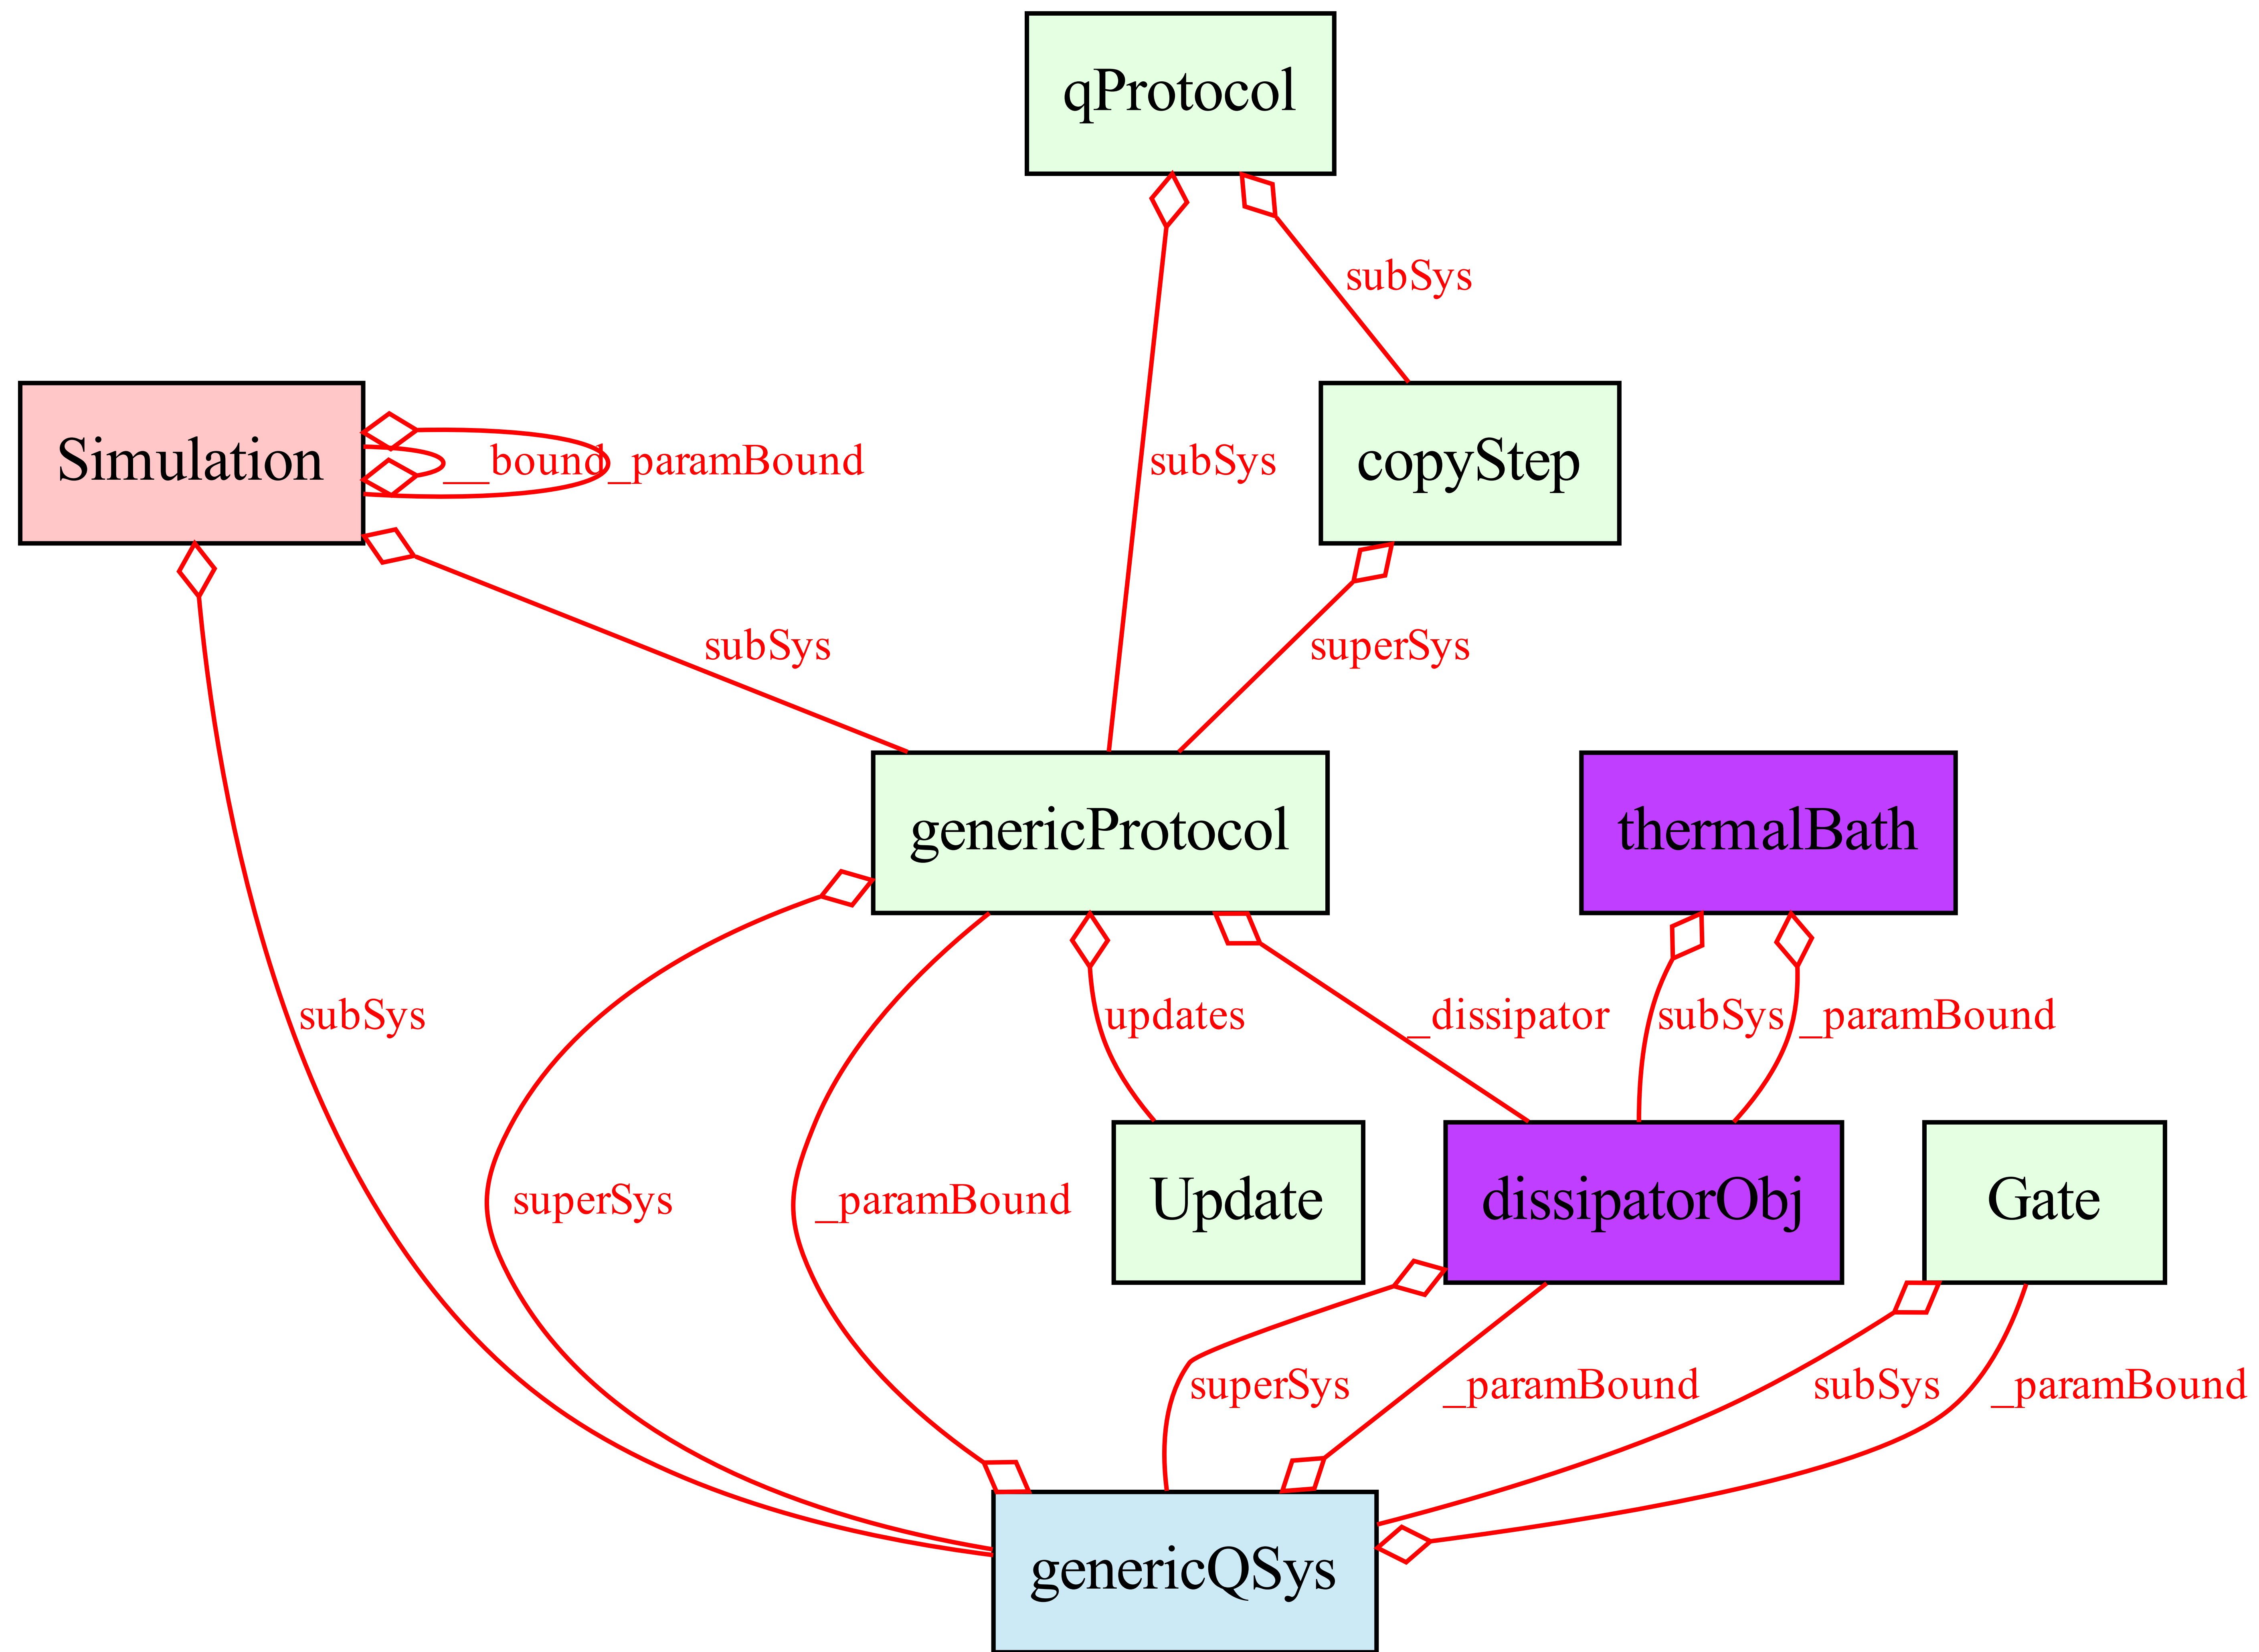 qProtocol
subSys
Simulation
__bound
_paramBound
subSys
copyStep
subSys
superSys
genericProtocol
thermalBath
subSys
updates
_dissipator
subSys
_paramBound
superSys
_paramBound
Update
dissipatorObj
Gate
superSys
_paramBound
subSys
_paramBound
genericQSys